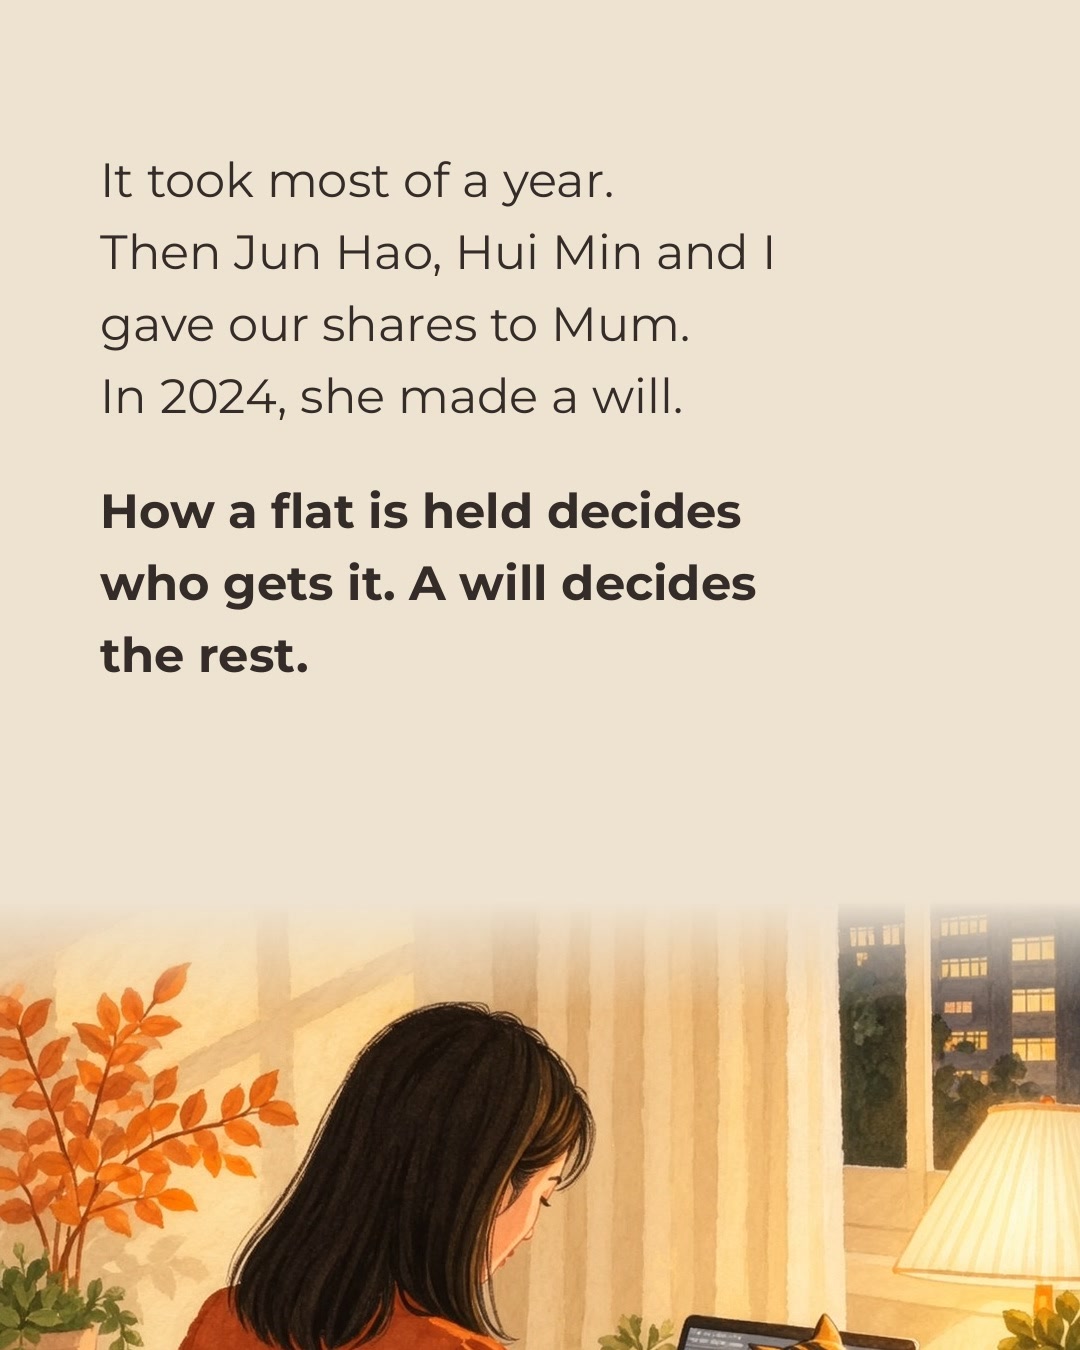 It took most of a year.
Then Jun Hao, Hui Min and I
gave our shares to Mum.
In 2024, she made a will.
How a flat is held decides
who gets it. A will decides
the rest.